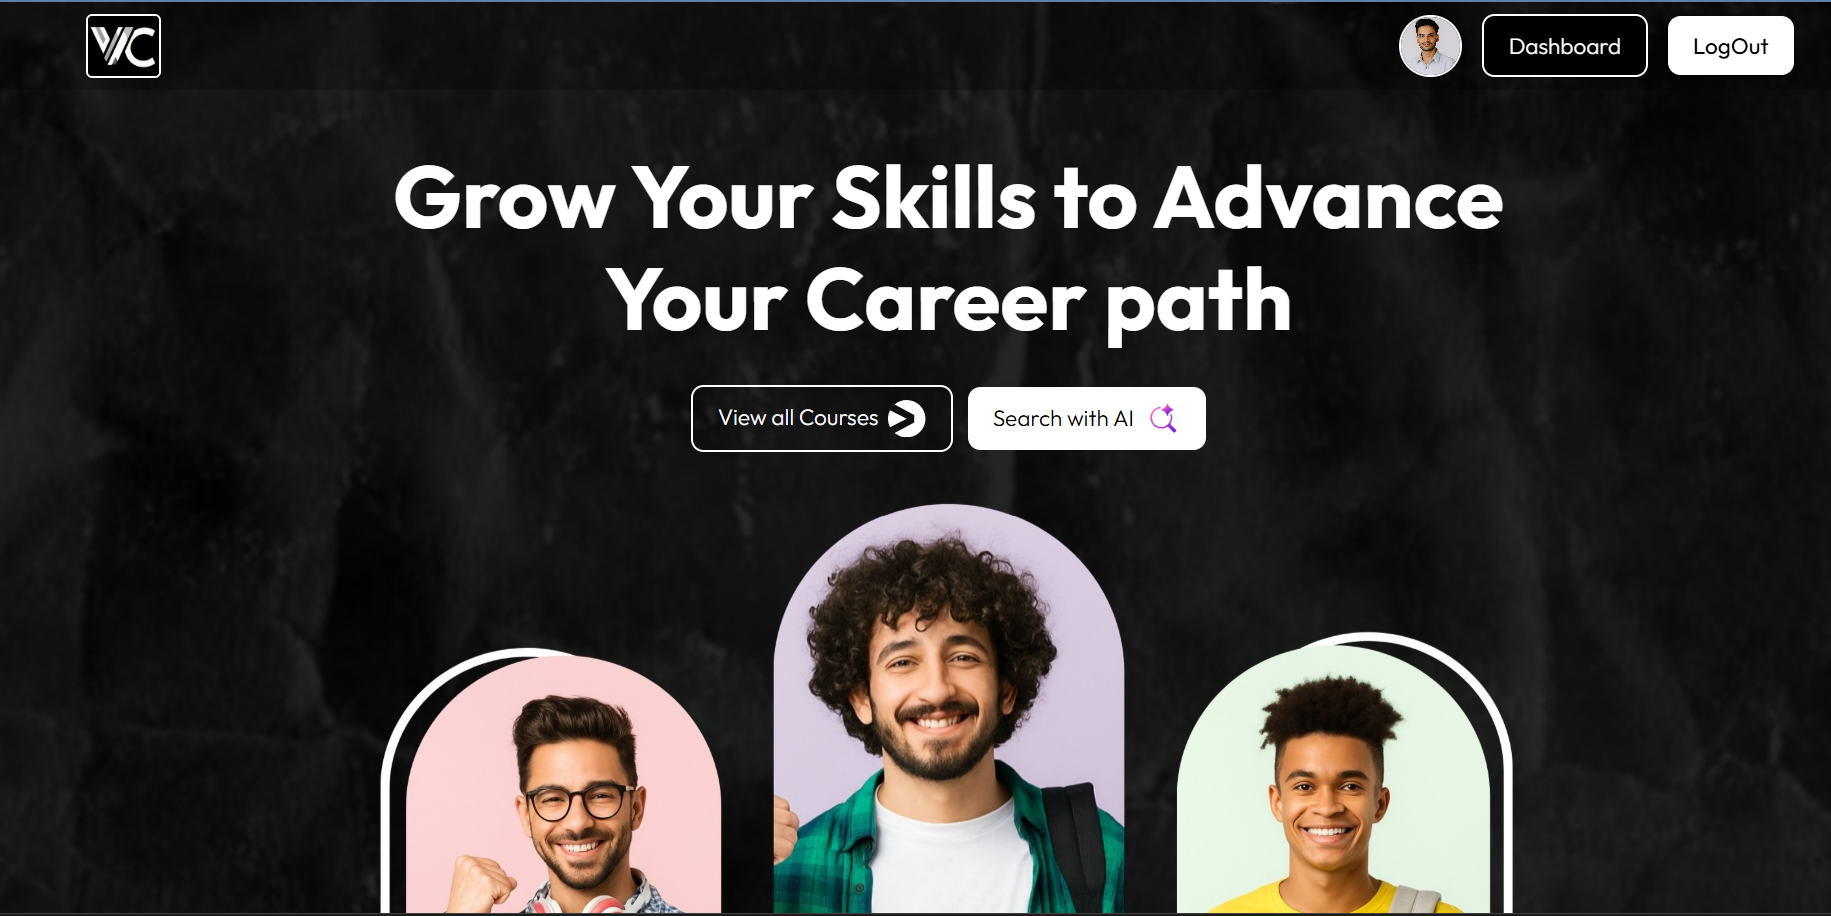 VC
Dashboard
LogOut
Grow Your Skills to Advance
Your Career path
View all Courses
Search with AI